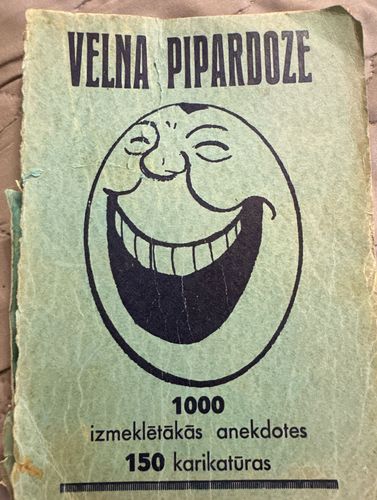 VELNA PIPARDOZE
1000
izmeklētākās anekdotes
150 karikatūras